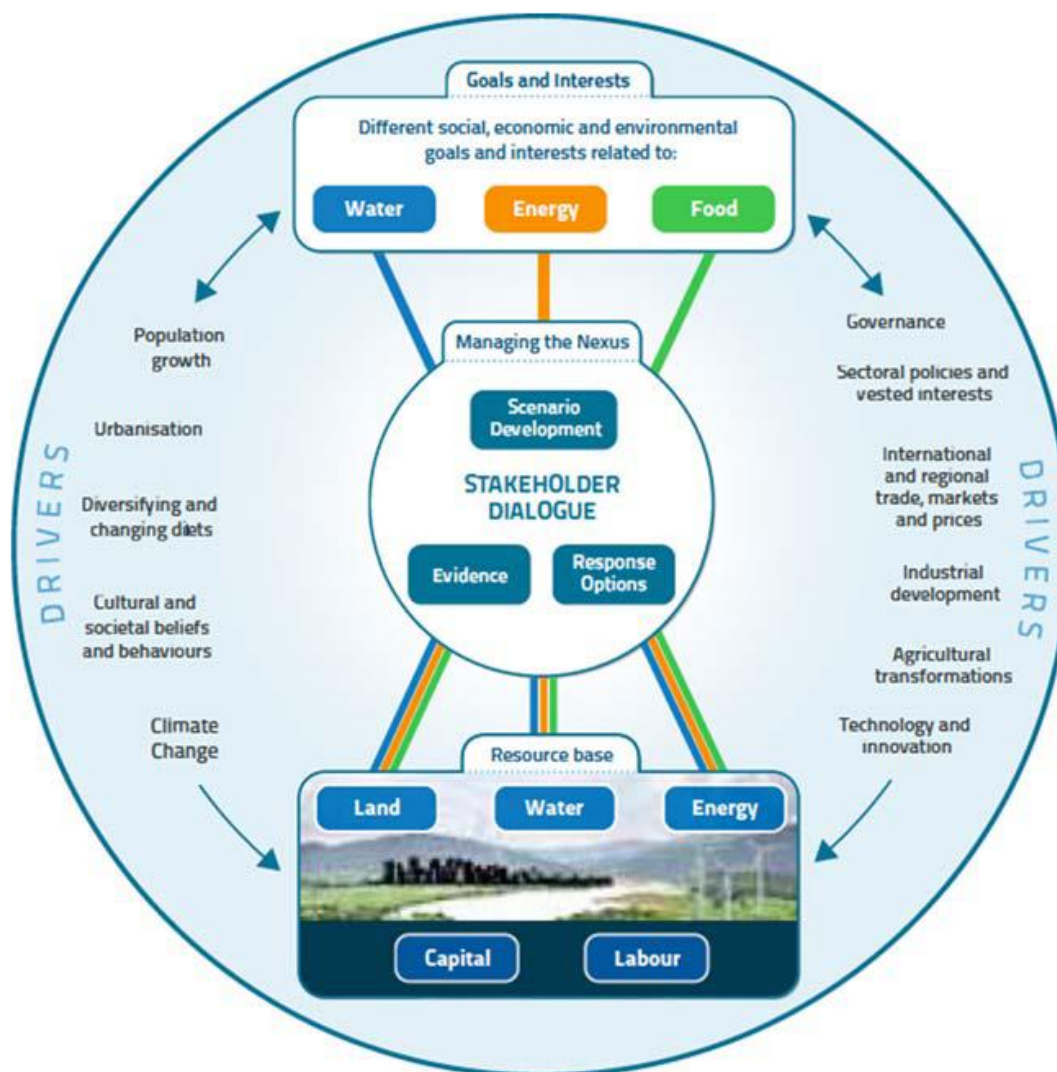 Goals and Interests
Different social, economic and environmental
goals and interests related to:
Water
Energy
Food
DRIVERS
Population
growth
Urbanisation
Diversifying and
changing diets
Cultural and
societal beliefs
and behaviours
Climate
Change
Managing the Nexus
Scenario
Development
STAKEHOLDER
DIALOGUE
Evidence
Response
Options
Governance
Sectoral policies and
vested interests
International
and regional
trade, markets
and prices
Industrial
development
Agricultural
transformations
Technology and
innovation
DRIVERS
Resource base
Land
Water
Energy
Capital
Labour